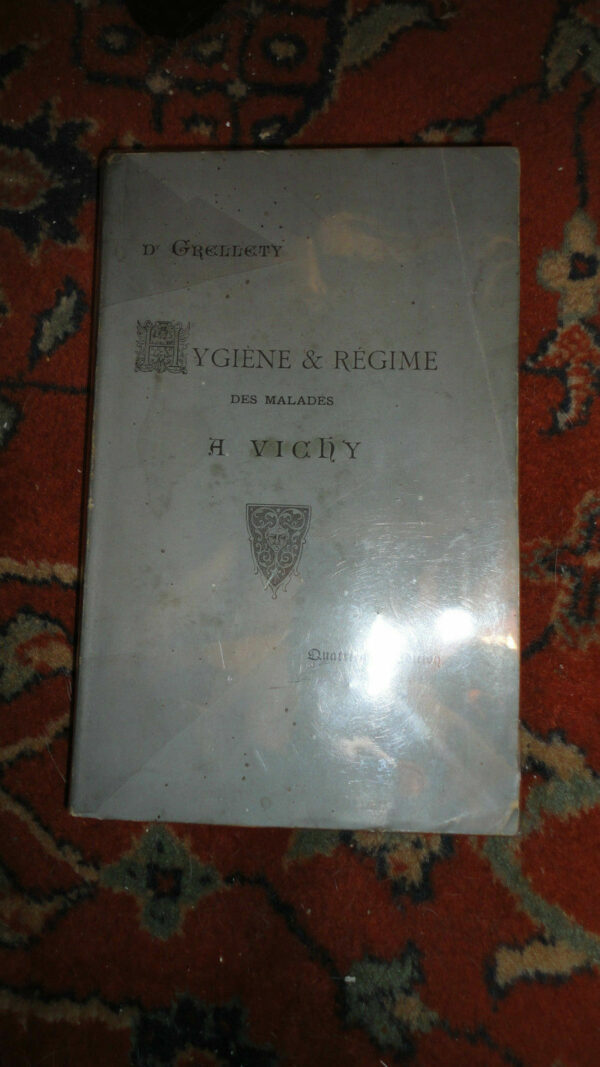 Dr GRELLETY
HYGIÈNE & RÉGIME
DES MALADES
A VICHY